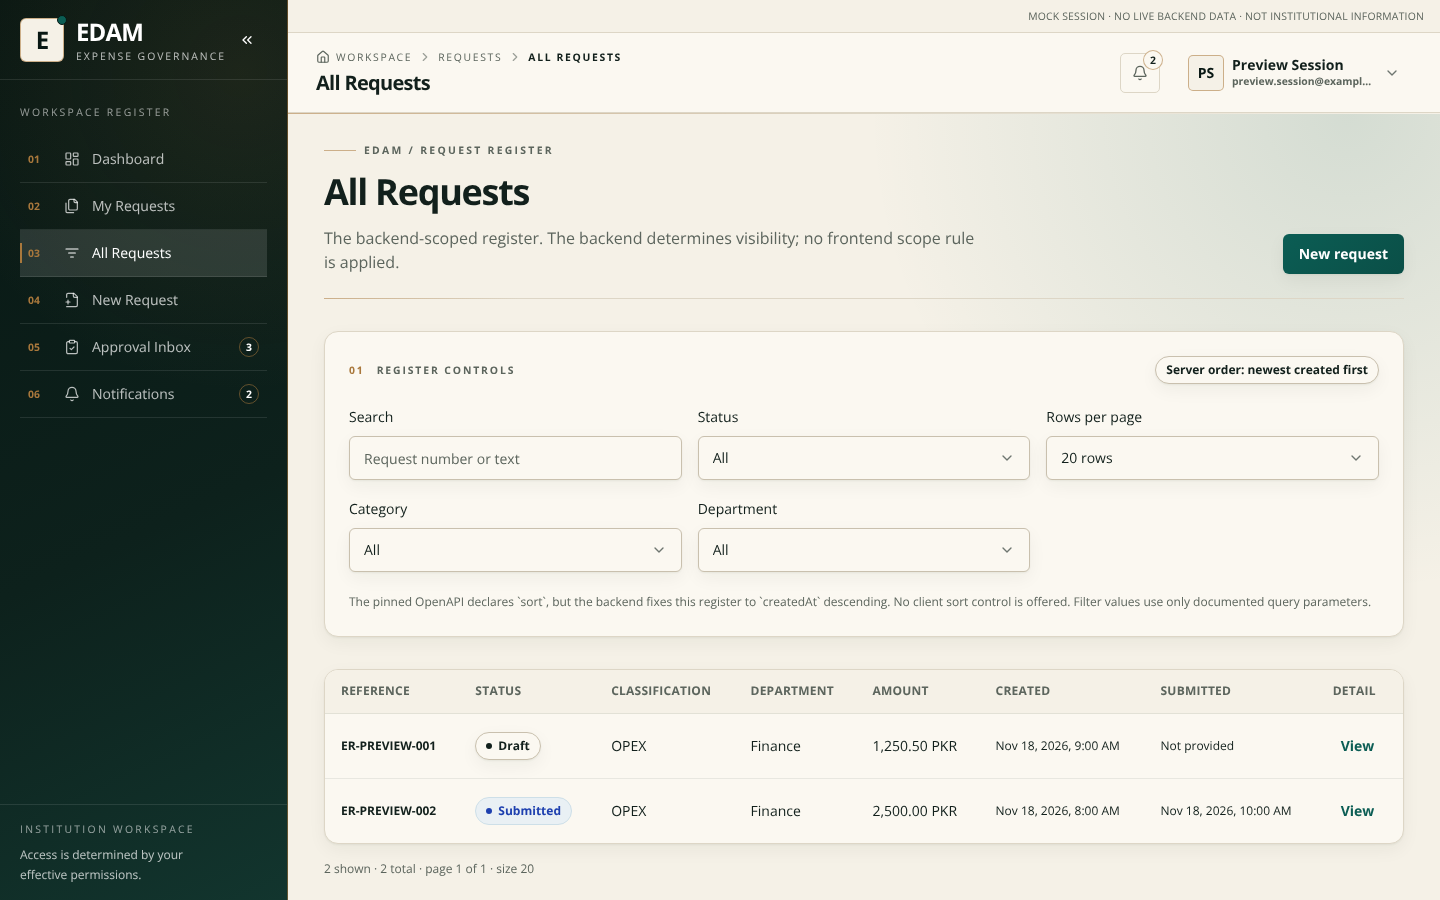 E
EDAM
EXPENSE GOVERNANCE
WORKSPACE REGISTER
01 Dashboard
02 My Requests
03 All Requests
04 New Request
05 Approval Inbox 3
06 Notifications 2
INSTITUTION WORKSPACE
Access is determined by your
effective permissions.
MOCK SESSION · NO LIVE BACKEND DATA · NOT INSTITUTIONAL INFORMATION
WORKSPACE > REQUESTS > ALL REQUESTS
All Requests
2
PS
Preview Session
preview.session@exampl...
EDAM / REQUEST REGISTER
All Requests
The backend-scoped register. The backend determines visibility; no frontend scope rule
is applied.
New request
01 REGISTER CONTROLS
Server order: newest created first
Search Status Rows per page
Request number or text All 20 rows
Category Department
All All
The pinned OpenAPI declares `sort`, but the backend fixes this register to `createdAt` descending. No client sort control is offered. Filter values use only documented query parameters.
REFERENCE STATUS CLASSIFICATION DEPARTMENT AMOUNT CREATED SUBMITTED DETAIL
ER-PREVIEW-001 Draft OPEX Finance 1,250.50 PKR Nov 18, 2026, 9:00 AM Not provided View
ER-PREVIEW-002 Submitted OPEX Finance 2,500.00 PKR Nov 18, 2026, 8:00 AM Nov 18, 2026, 10:00 AM View
2 shown · 2 total · page 1 of 1 · size 20